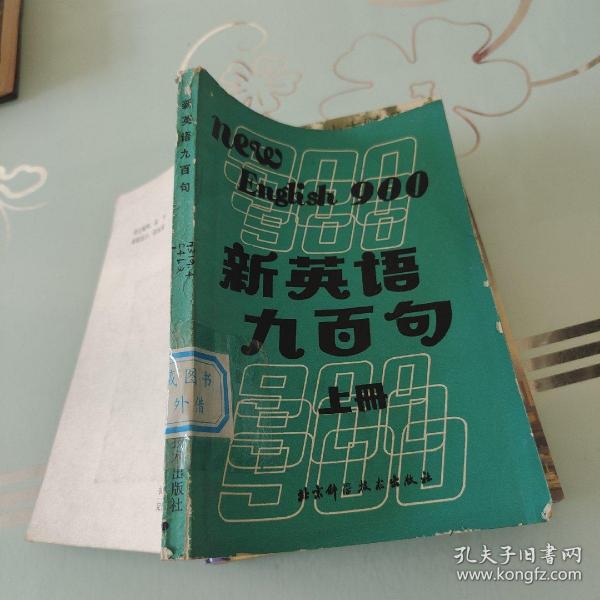 new
English 900
新英语
九百句
上册
北京科学技术出版社
新英语九百句
图书
外借
术出版社
孔夫子旧书网
www.kongfz.com